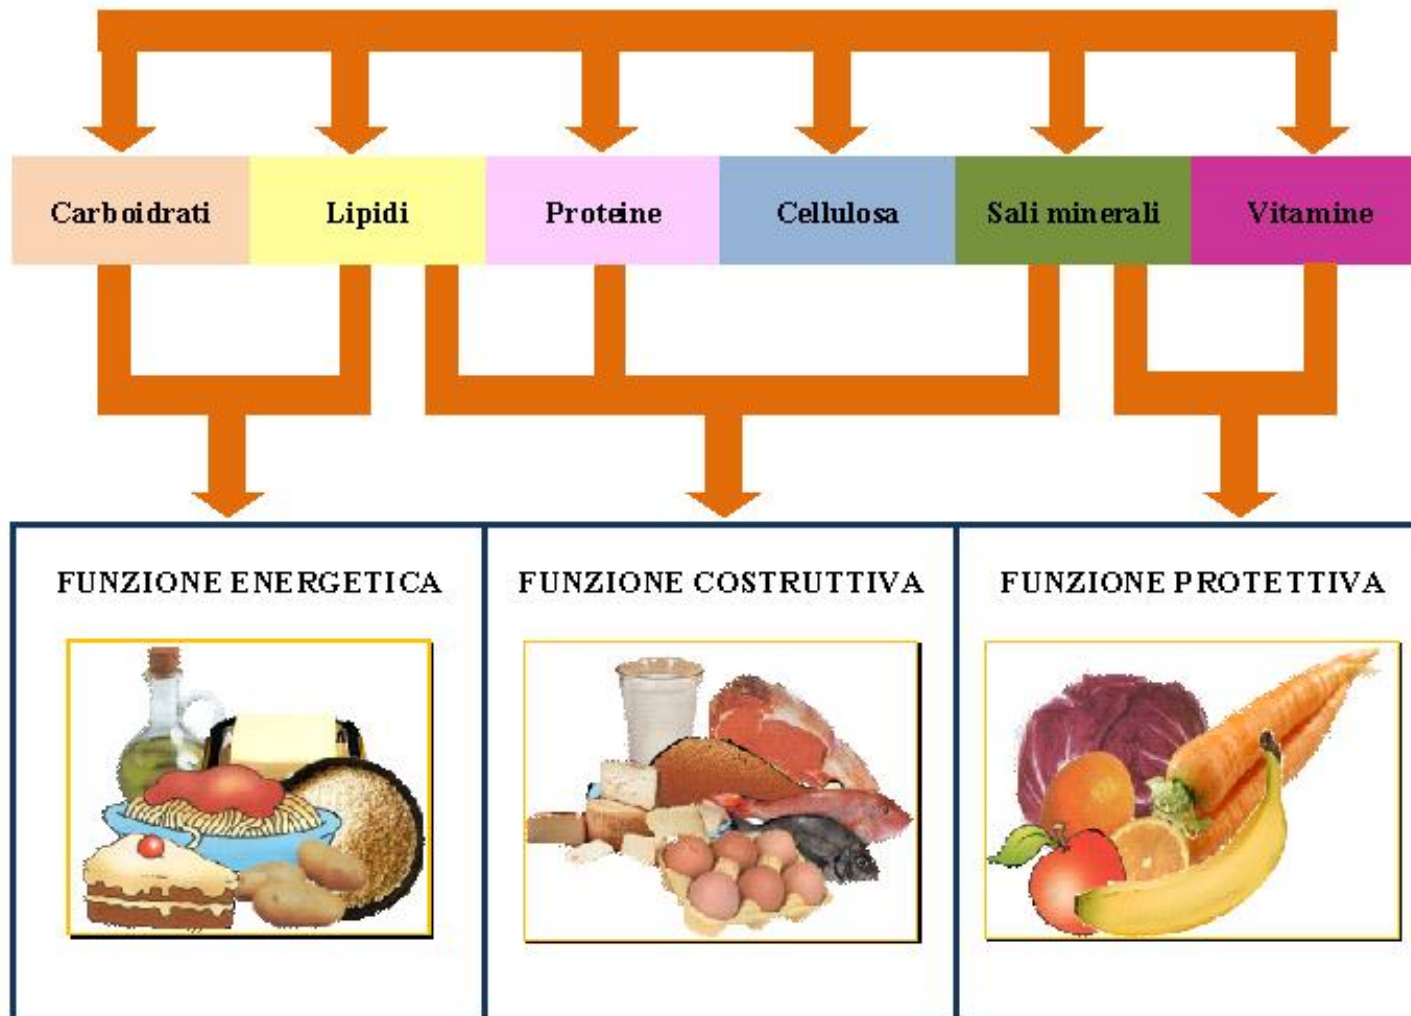 Carboidrati
Lipidi
Proteine
Cellulosa
Sali minerali
Vitamine
FUNZIONE ENERGETICA
FUNZIONE COSTRUTTIVA
FUNZIONE PROTETTIVA